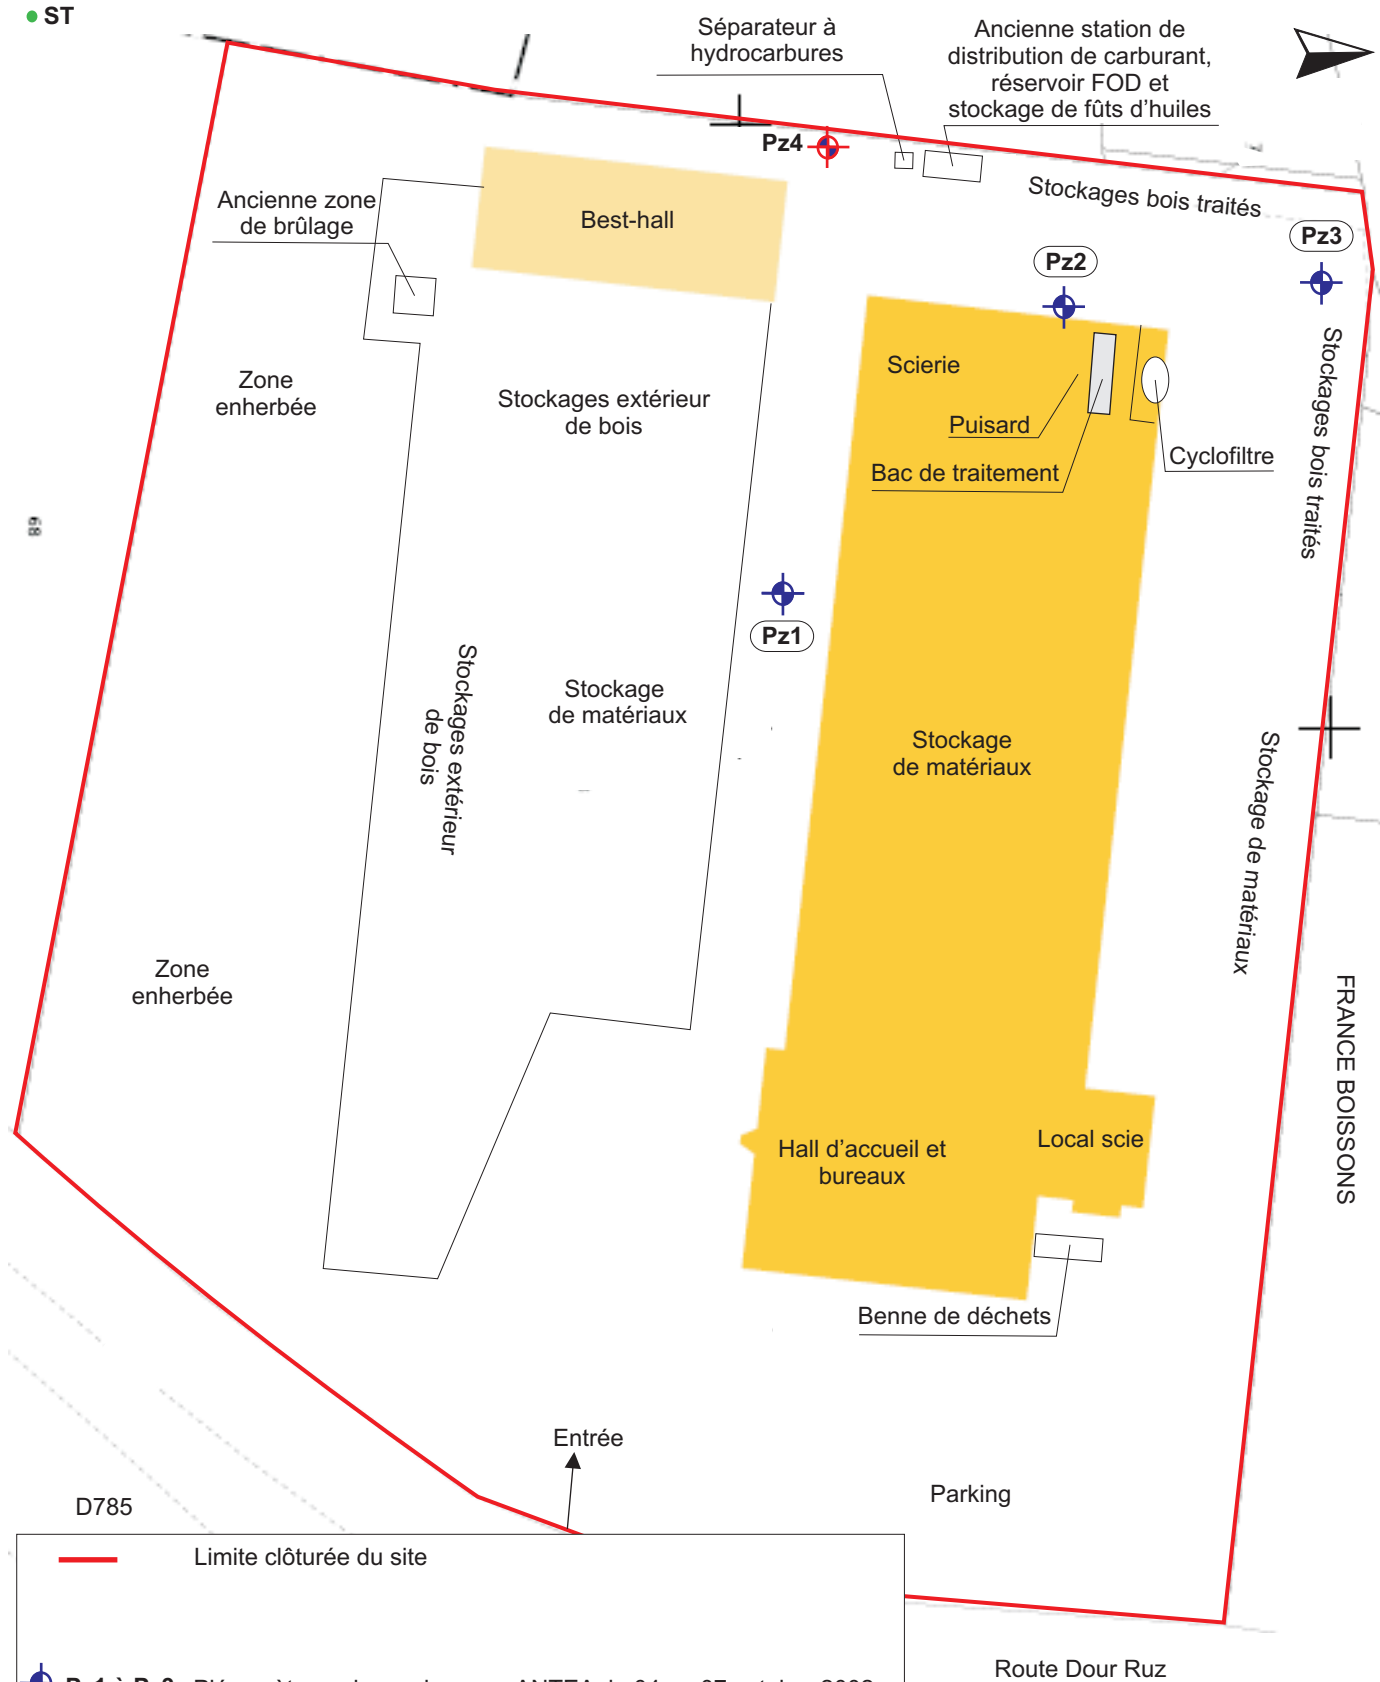 ST
Séparateur à
hydrocarbures
Ancienne station de
distribution de carburant,
réservoir FOD et
stockage de fûts d’huiles
Pz4
Stockages bois traités
Ancienne zone
de brûlage
Best-hall
Pz3
Pz2
Zone
enherbée
Stockages extérieur
de bois
Scierie
Puisard
Bac de traitement
Cyclofiltre
Stockages bois traités
68
Pz1
Stockages extérieur
de bois
Stockage
de matériaux
Stockage
de matériaux
Stockage de matériaux
Zone
enherbée
FRANCE BOISSONS
Hall d’accueil et
bureaux
Local scie
Benne de déchets
Entrée
Parking
D785
Limite clôturée du site
Route Dour Ruz